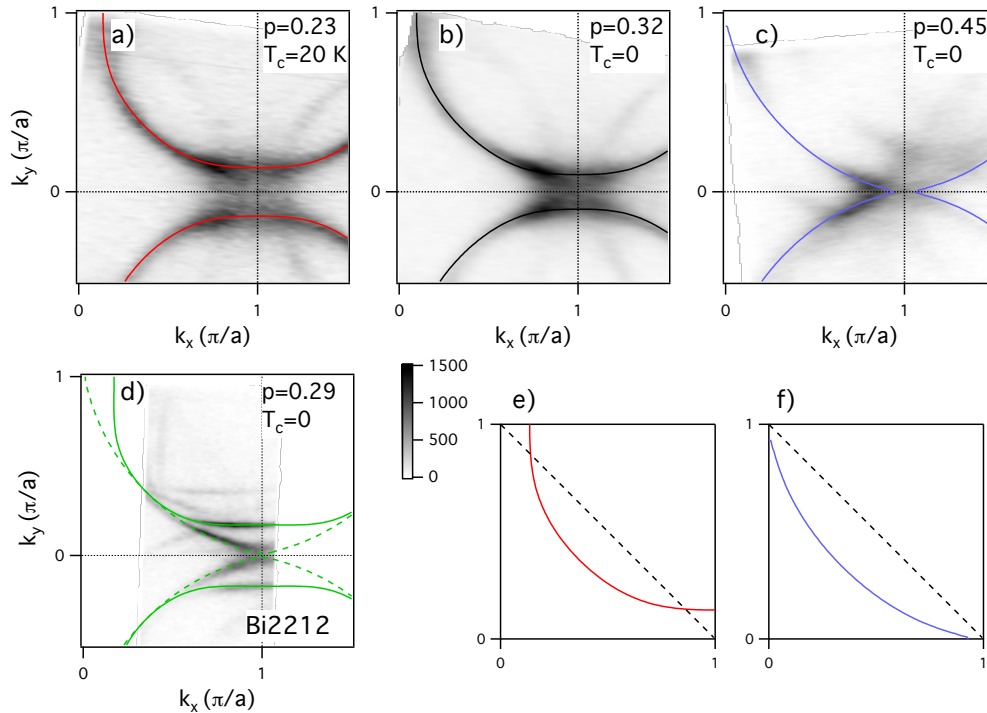 a)
p=0.23
T_c=20 K
1
0
k_y (π/a)
0
1
k_x (π/a)
b)
p=0.32
T_c=0
1
0
0
1
k_x (π/a)
c)
p=0.45
T_c=0
1
0
0
1
k_x (π/a)
d)
p=0.29
T_c=0
1
0
k_y (π/a)
Bi2212
0
1
k_x (π/a)
1500
1000
500
0
e)
1
0
0
1
f)
1
0
0
1